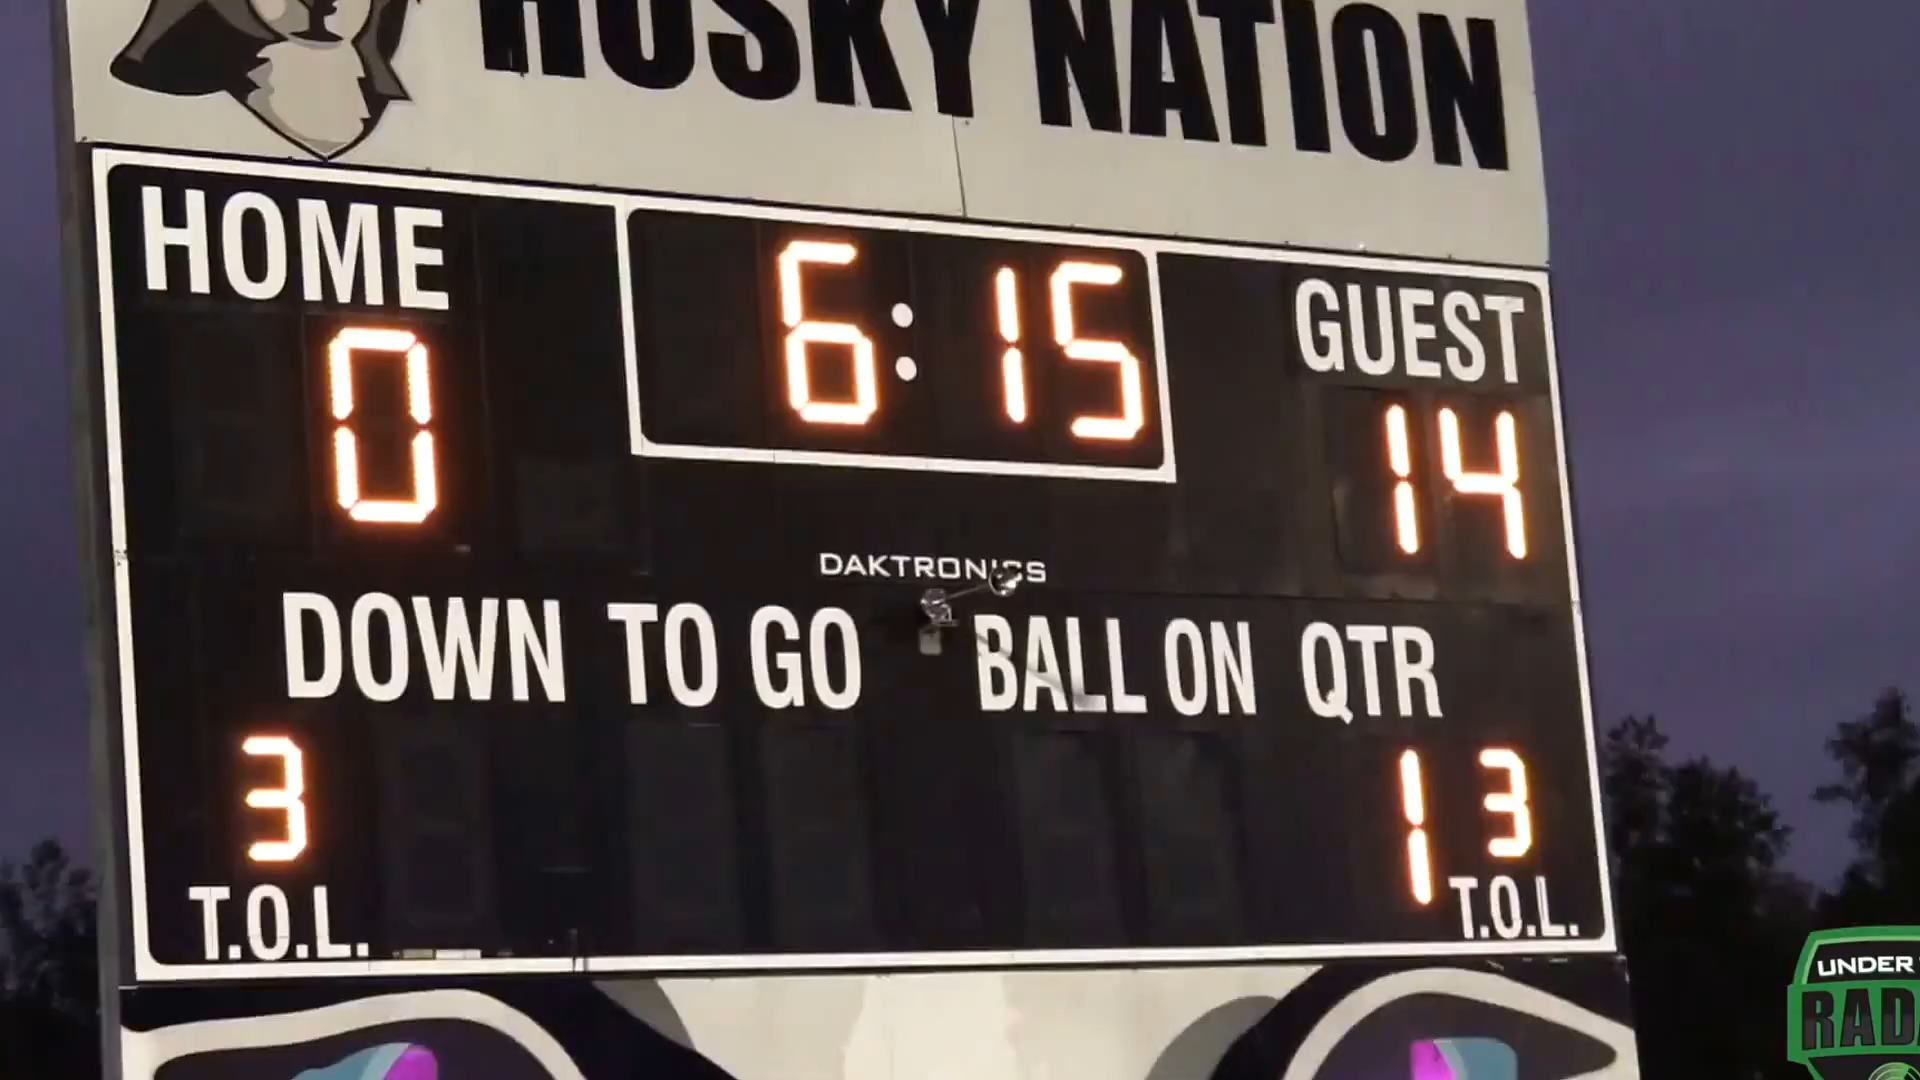 HUSKY NATION
HOME
6:15
GUEST
0
14
DAKTRONICS
DOWN TO GO BALL ON QTR
3
1
3
T.O.L.
T.O.L.
UNDER